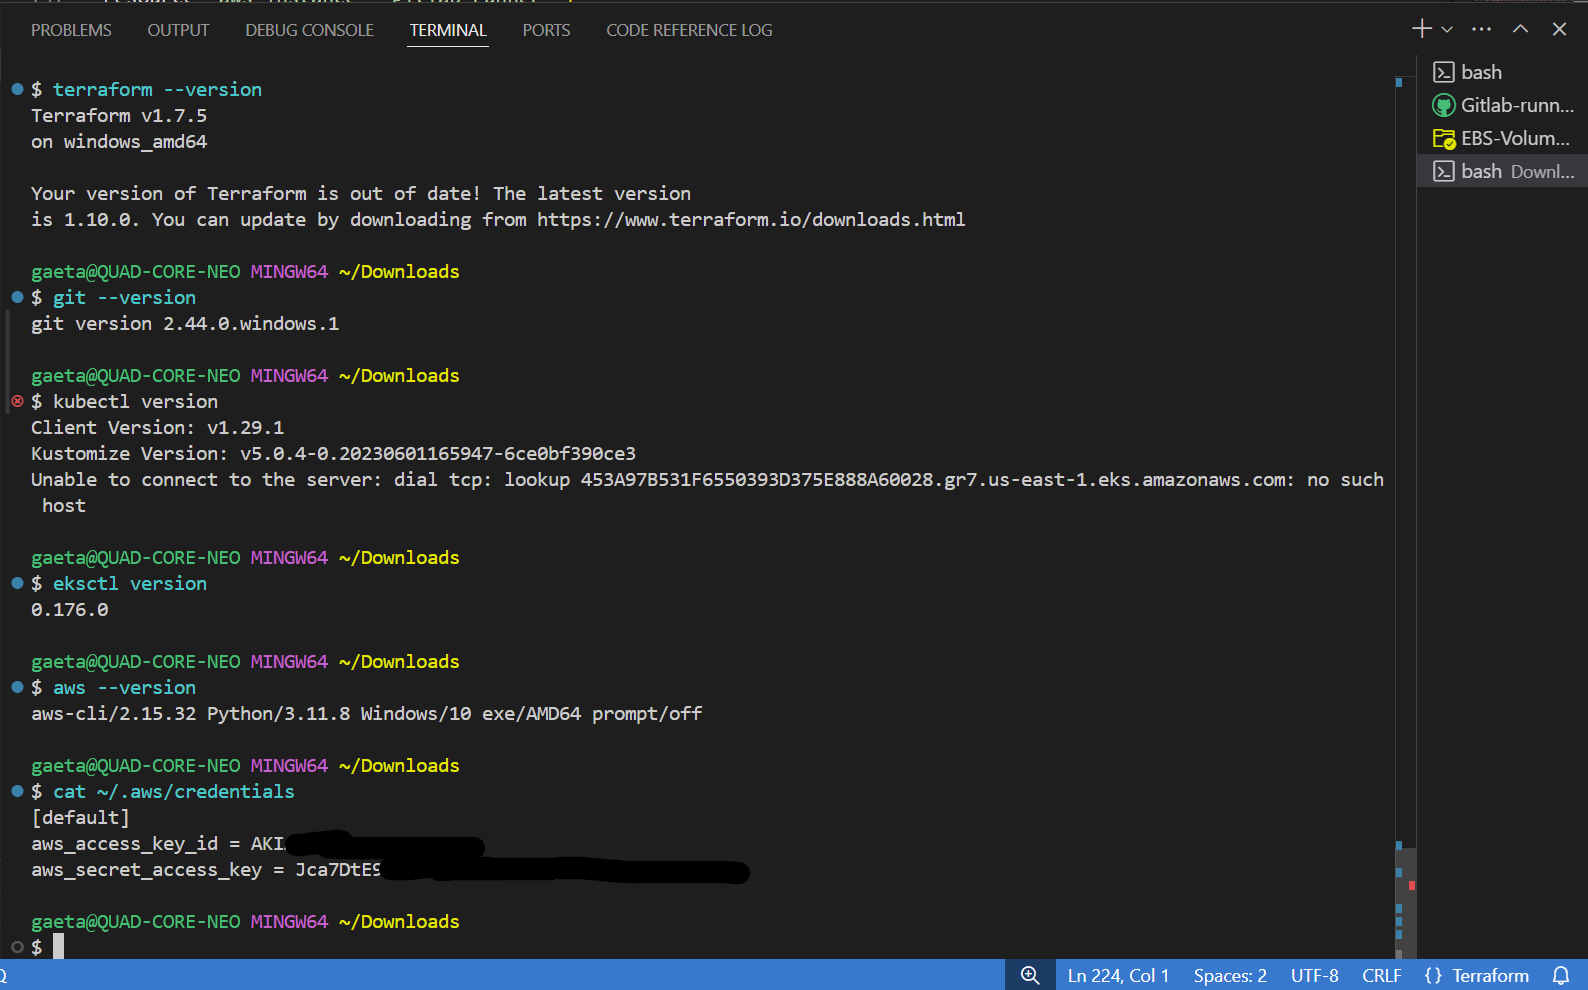 PROBLEMS OUTPUT DEBUG CONSOLE TERMINAL PORTS CODE REFERENCE LOG
bash
Gitlab-runn...
EBS-Volum...
bash Downl...
$ terraform --version
Terraform v1.7.5
on windows_amd64
Your version of Terraform is out of date! The latest version
is 1.10.0. You can update by downloading from https://www.terraform.io/downloads.html
gaeta@QUAD-CORE-NEO MINGW64 ~/Downloads
$ git --version
git version 2.44.0.windows.1
gaeta@QUAD-CORE-NEO MINGW64 ~/Downloads
$ kubectl version
Client Version: v1.29.1
Kustomize Version: v5.0.4-0.20230601165947-6ce0bf390ce3
Unable to connect to the server: dial tcp: lookup 453A97B531F6550393D375E888A60028.gr7.us-east-1.eks.amazonaws.com: no such
host
gaeta@QUAD-CORE-NEO MINGW64 ~/Downloads
$ eksctl version
0.176.0
gaeta@QUAD-CORE-NEO MINGW64 ~/Downloads
$ aws --version
aws-cli/2.15.32 Python/3.11.8 Windows/10 exe/AMD64 prompt/off
gaeta@QUAD-CORE-NEO MINGW64 ~/Downloads
$ cat ~/.aws/credentials
[default]
aws_access_key_id = AKI
aws_secret_access_key = Jca7DtE9
gaeta@QUAD-CORE-NEO MINGW64 ~/Downloads
$
Ln 224, Col 1 Spaces: 2 UTF-8 CRLF {} Terraform